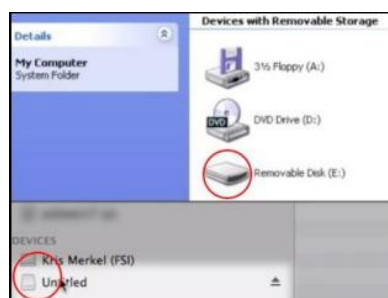 Devices with Removable Storage
Details
My Computer
System Folder
3½ Floppy (A:)
DVD
DVD Drive (D:)
Removable Disk (E:)
DEVICES
Kris Merkel (FSI)
Untitled